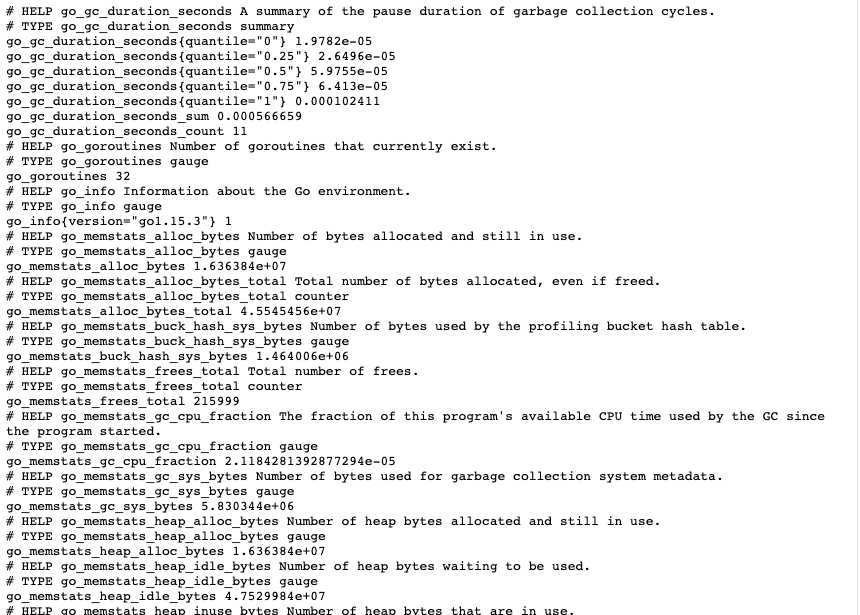 # HELP go_gc_duration_seconds A summary of the pause duration of garbage collection cycles.
# TYPE go_gc_duration_seconds summary
go_gc_duration_seconds{quantile="0"} 1.9782e-05
go_gc_duration_seconds{quantile="0.25"} 2.6496e-05
go_gc_duration_seconds{quantile="0.5"} 5.9755e-05
go_gc_duration_seconds{quantile="0.75"} 6.413e-05
go_gc_duration_seconds{quantile="1"} 0.000102411
go_gc_duration_seconds_sum 0.000566659
go_gc_duration_seconds_count 11
# HELP go_goroutines Number of goroutines that currently exist.
# TYPE go_goroutines gauge
go_goroutines 32
# HELP go_info Information about the Go environment.
# TYPE go_info gauge
go_info{version="go1.15.3"} 1
# HELP go_memstats_alloc_bytes Number of bytes allocated and still in use.
# TYPE go_memstats_alloc_bytes gauge
go_memstats_alloc_bytes 1.636384e+07
# HELP go_memstats_alloc_bytes_total Total number of bytes allocated, even if freed.
# TYPE go_memstats_alloc_bytes_total counter
go_memstats_alloc_bytes_total 4.5545456e+07
# HELP go_memstats_buck_hash_sys_bytes Number of bytes used by the profiling bucket hash table.
# TYPE go_memstats_buck_hash_sys_bytes gauge
go_memstats_buck_hash_sys_bytes 1.464006e+06
# HELP go_memstats_frees_total Total number of frees.
# TYPE go_memstats_frees_total counter
go_memstats_frees_total 215999
# HELP go_memstats_gc_cpu_fraction The fraction of this program's available CPU time used by the GC since
the program started.
# TYPE go_memstats_gc_cpu_fraction gauge
go_memstats_gc_cpu_fraction 2.1184281392877294e-05
# HELP go_memstats_gc_sys_bytes Number of bytes used for garbage collection system metadata.
# TYPE go_memstats_gc_sys_bytes gauge
go_memstats_gc_sys_bytes 5.830344e+06
# HELP go_memstats_heap_alloc_bytes Number of heap bytes allocated and still in use.
# TYPE go_memstats_heap_alloc_bytes gauge
go_memstats_heap_alloc_bytes 1.636384e+07
# HELP go_memstats_heap_idle_bytes Number of heap bytes waiting to be used.
# TYPE go_memstats_heap_idle_bytes gauge
go_memstats_heap_idle_bytes 4.7529984e+07
# HELP go_memstats_heap_inuse_bytes Number of heap bytes that are in use.